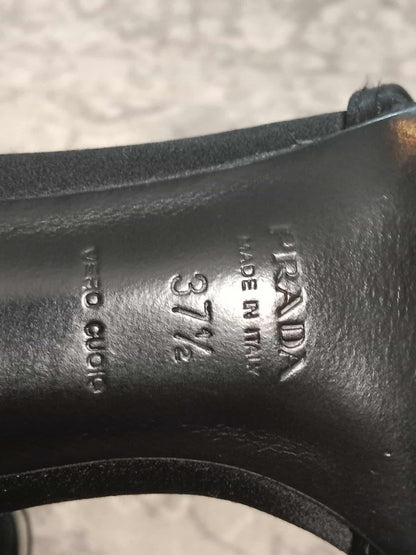 PRADA
MADE IN ITALY
37½
VERO CUOIO